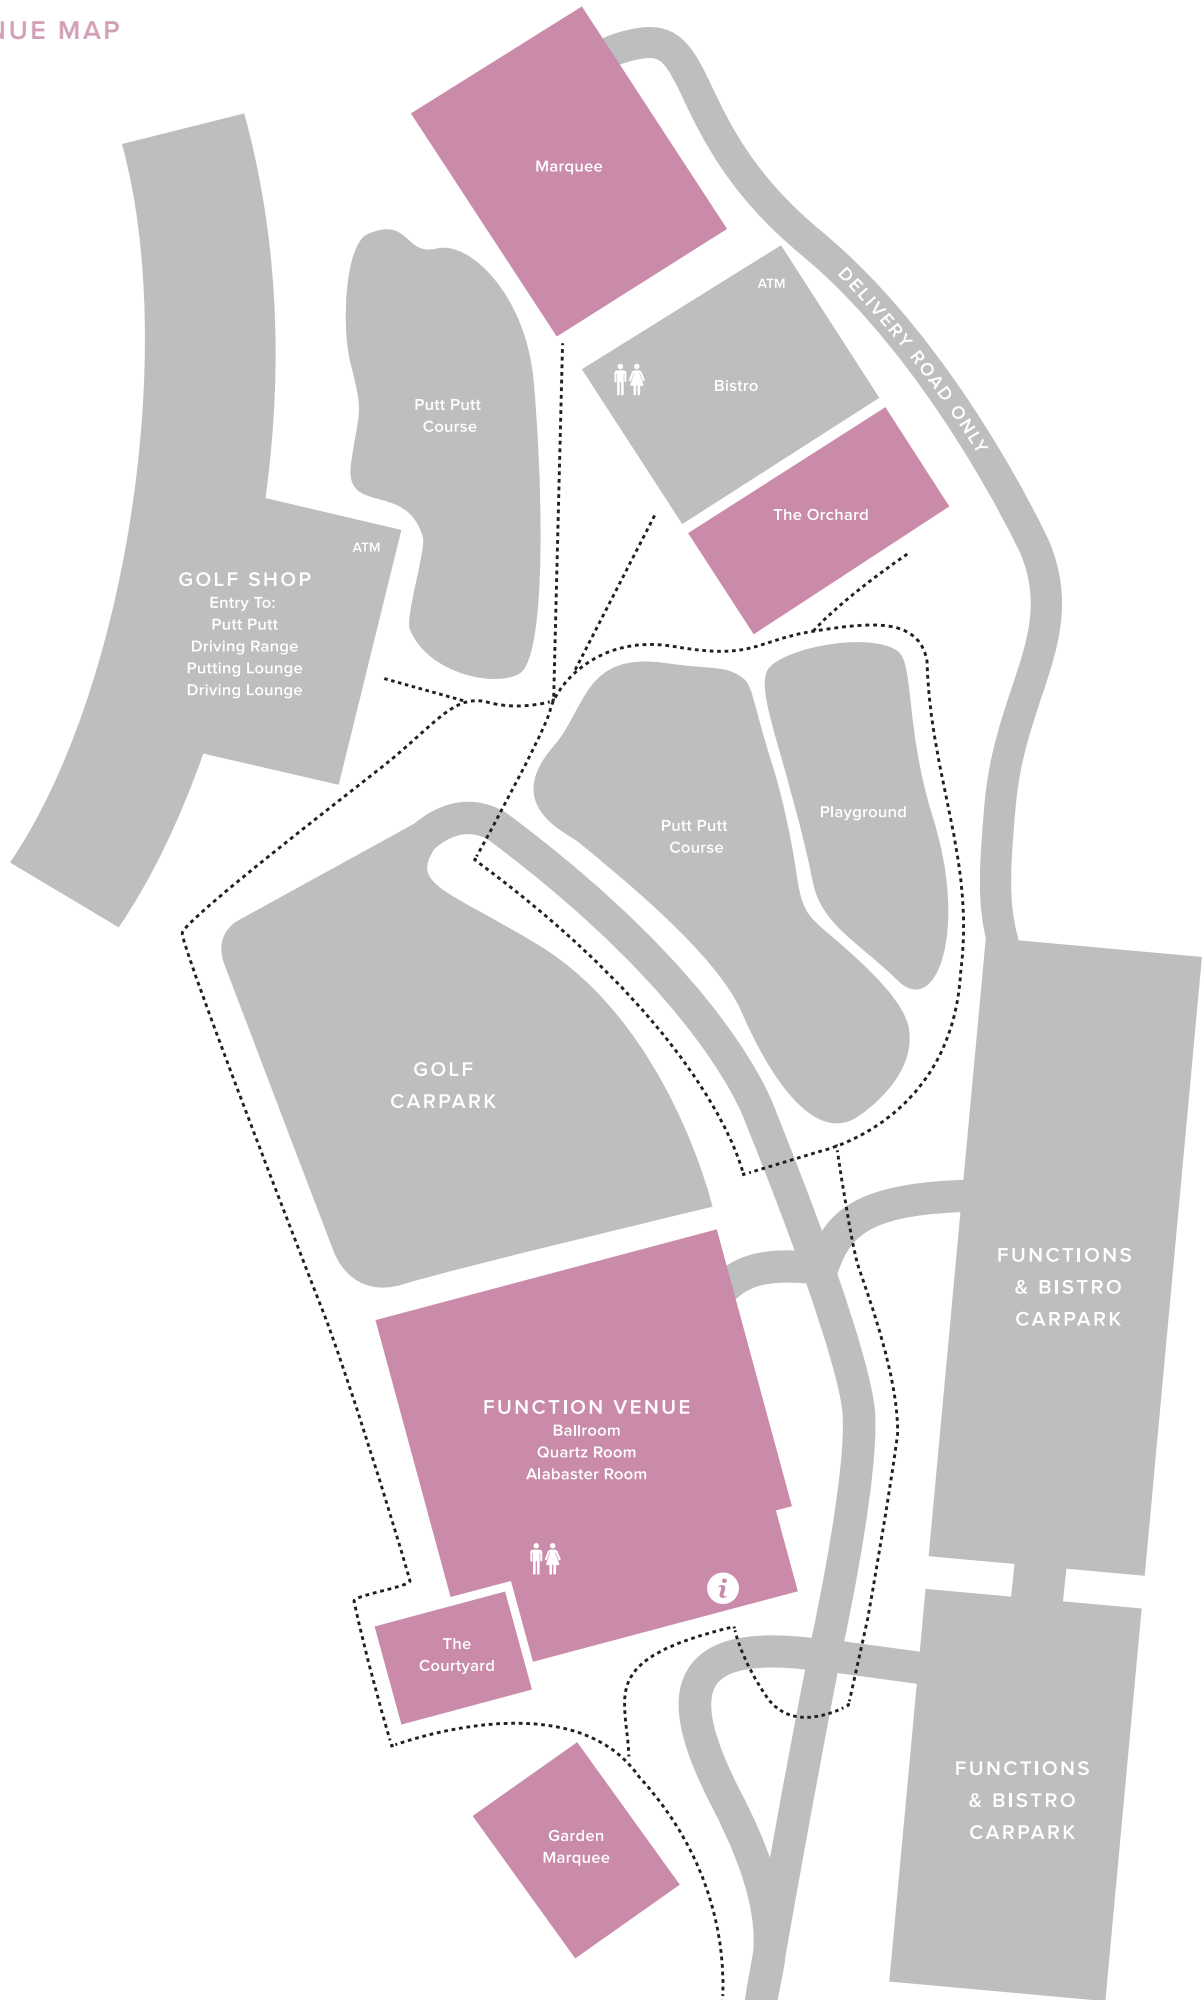 NUE MAP
Marquee
ATM
DELIVERY ROAD ONLY
Bistro
Putt Putt
Course
The Orchard
ATM
GOLF SHOP
Entry To:
Putt Putt
Driving Range
Putting Lounge
Driving Lounge
Playground
Putt Putt
Course
GOLF
CARPARK
FUNCTIONS
& BISTRO
CARPARK
FUNCTION VENUE
Ballroom
Quartz Room
Alabaster Room
i
The
Courtyard
FUNCTIONS
& BISTRO
CARPARK
Garden
Marquee